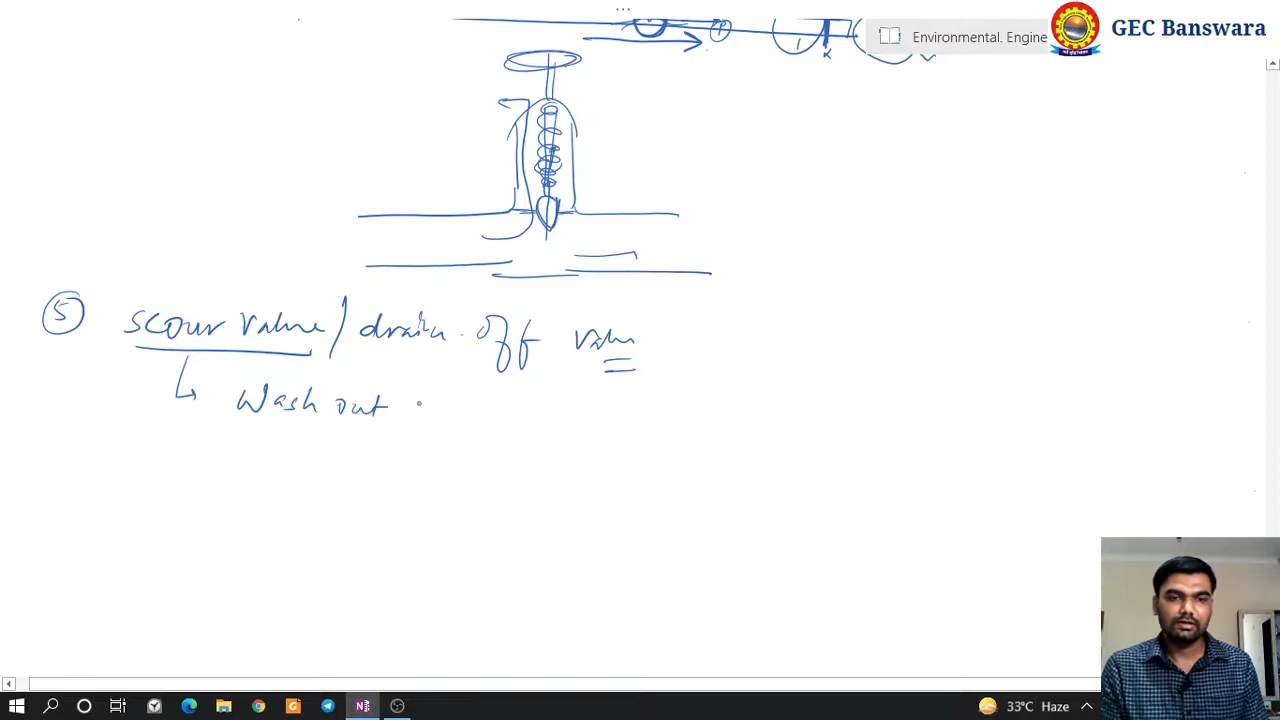 ...
Environmental. Engine
GEC Banswara
P
K
V
5 scour valve / drain. off valve
Wash out .
33°C Haze